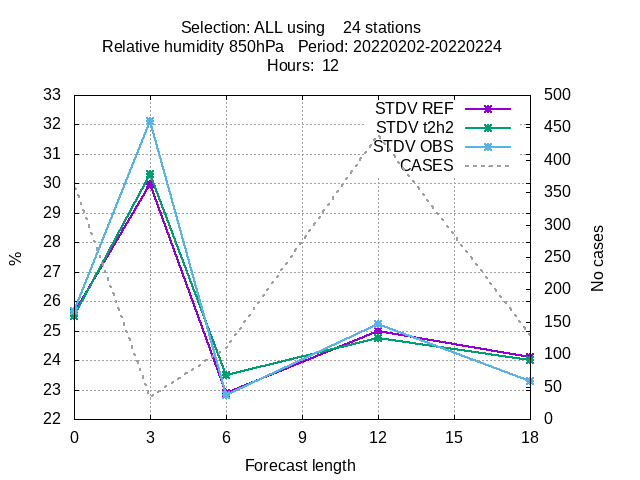 Selection: ALL using    24 stations
Relative humidity 850hPa   Period: 20220202-20220224
Hours:  12
33
32
31
30
29
28
27
26
25
24
23
22
%
STDV REF
STDV t2h2
STDV OBS
CASES
500
450
400
350
300
250
200
150
100
50
0
No cases
0 3 6 9 12 15 18
Forecast length